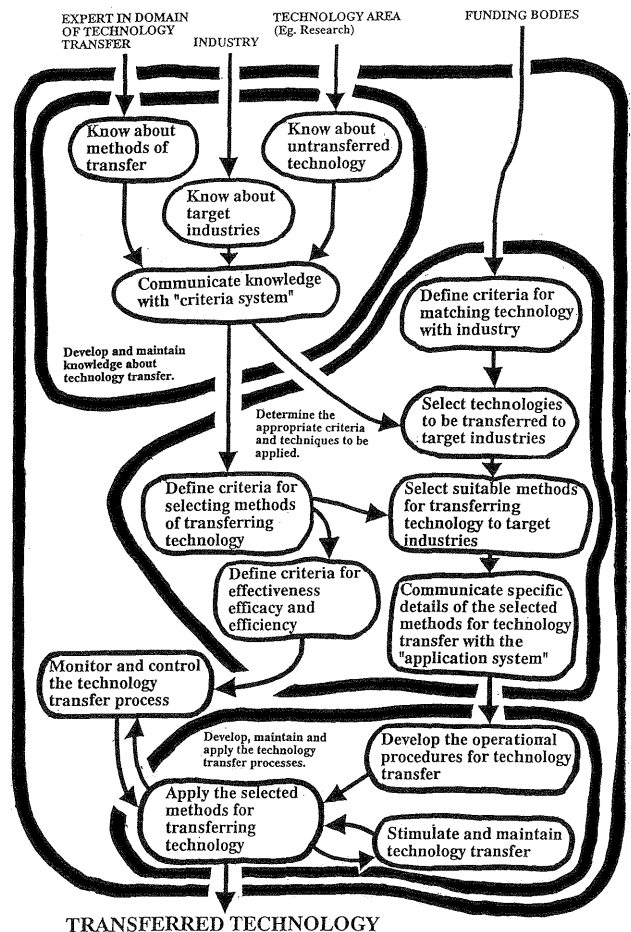 EXPERT IN DOMAIN
OF TECHNOLOGY
TRANSFER
INDUSTRY
TECHNOLOGY AREA
(Eg. Research)
FUNDING BODIES
Know about
methods of
transfer
Know about
untransferred
technology
Know about
target
industries
Communicate knowledge
with "criteria system"
Develop and maintain
knowledge about
technology transfer.
Define criteria for
matching technology
with industry
Select technologies
to be transferred to
target industries
Determine the
appropriate criteria
and techniques to be
applied.
Define criteria for
selecting methods
of transferring
technology
Select suitable methods
for transferring
technology to target
industries
Define criteria for
effectiveness
efficacy and
efficiency
Communicate specific
details of the selected
methods for technology
transfer with the
"application system"
Monitor and control
the technology
transfer process
Develop, maintain and
apply the technology
transfer processes.
Develop the operational
procedures for technology
transfer
Apply the selected
methods for
transferring
technology
Stimulate and maintain
technology transfer
TRANSFERRED TECHNOLOGY